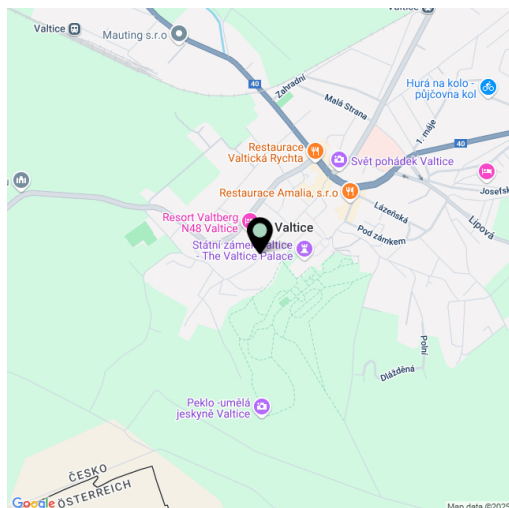 Valtice
Valtice
Mauting s.r.o
40
Zahradní
Malá Strana
Hurá na kolo -
půjčovna kol
1. máje
40
Restaurace
Valtická Rychta
Svět pohádek Valtice
Restaurace Amalia, s.r.o
Josefsk
Lázeňská
Lipová
Resort Valtberg
N48 Valtice
Valtice
Pod zámkem
Státní zámek Valtice
- The Valtice Palace
Polní
Dlážděná
Peklo -umělá
jeskyně Valtice
ČESKO
ÖSTERREICH
Google
Map data ©2025